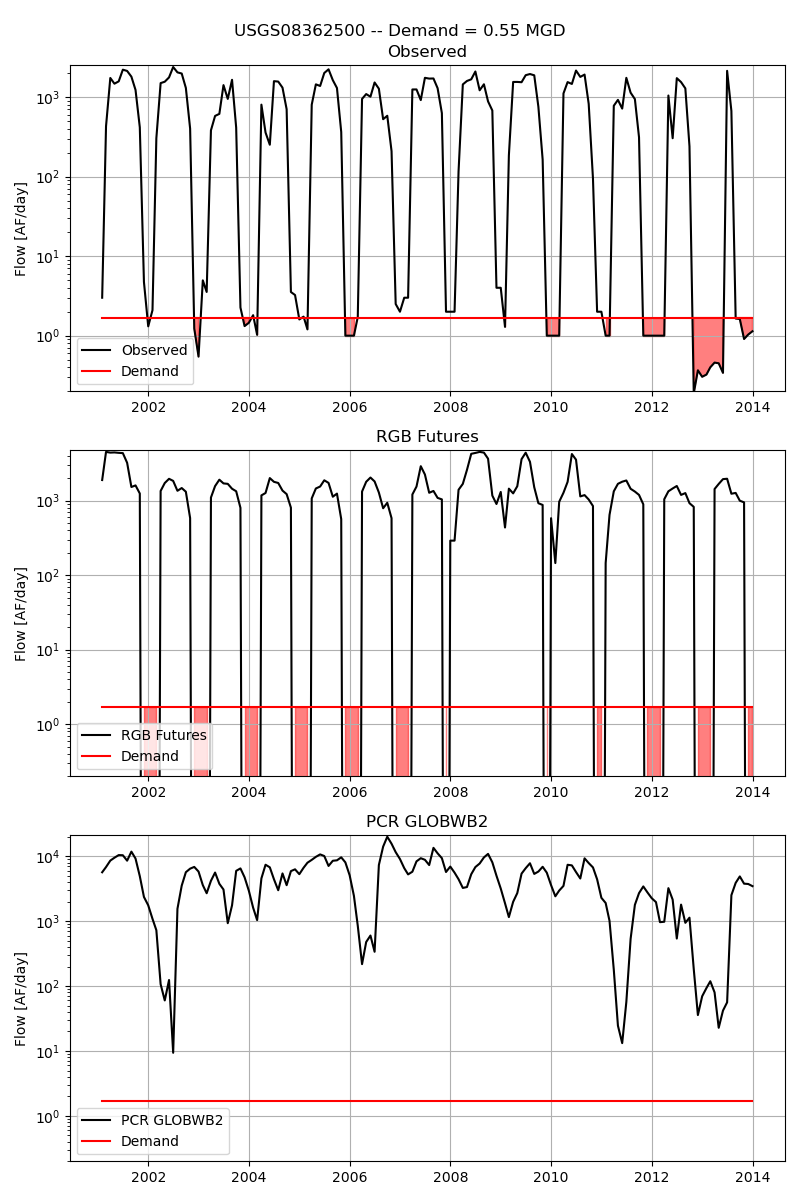 USGS08362500 -- Demand = 0.55 MGD
Observed
10³
10²
10¹
10⁰
Flow [AF/day]
Observed
Demand
2002 2004 2006 2008 2010 2012 2014
RGB Futures
10³
10²
10¹
10⁰
Flow [AF/day]
RGB Futures
Demand
2002 2004 2006 2008 2010 2012 2014
PCR GLOBWB2
10⁴
10³
10²
10¹
10⁰
Flow [AF/day]
PCR GLOBWB2
Demand
2002 2004 2006 2008 2010 2012 2014